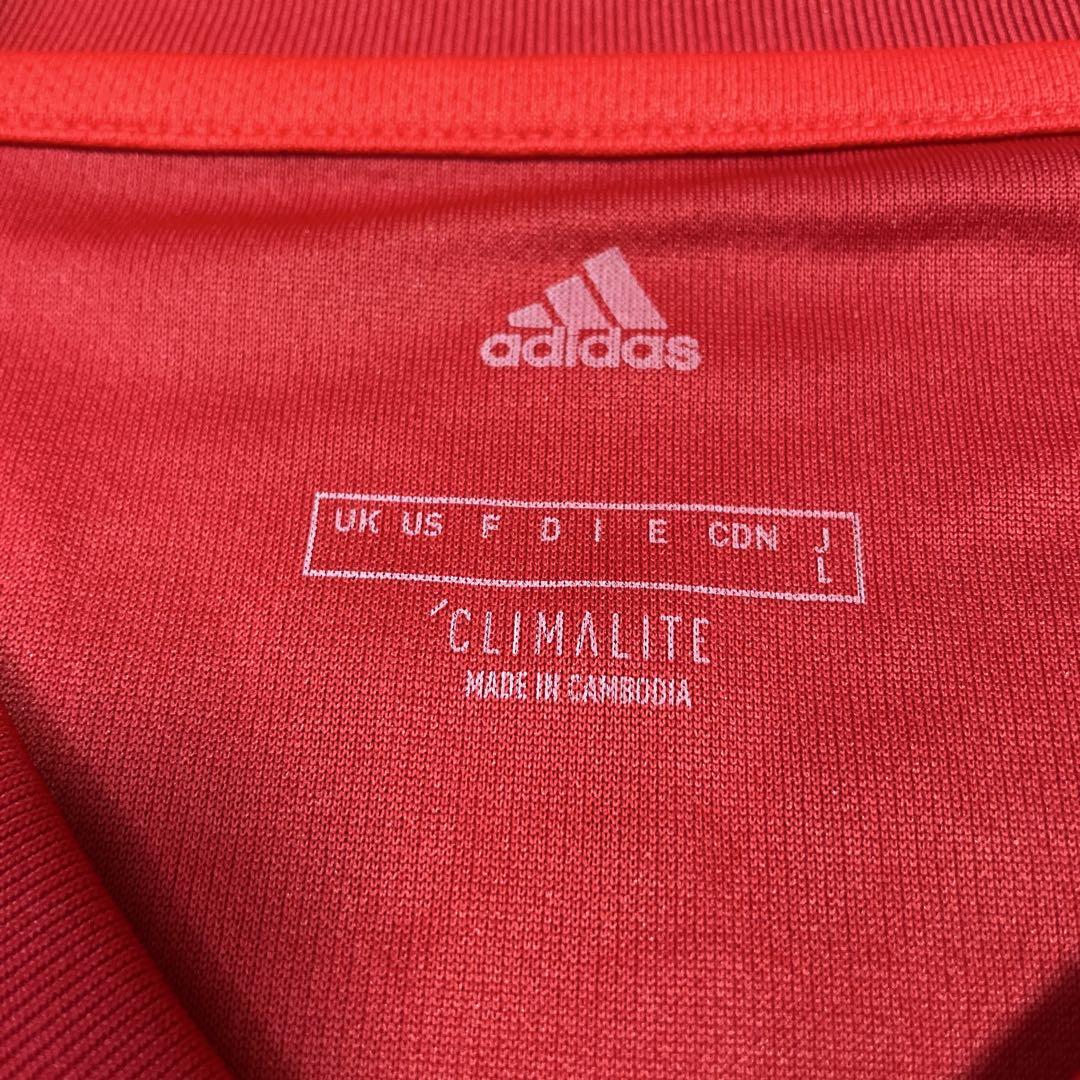 adidas
UK US F D I E CDN J
L
'CLIMALITE
MADE IN CAMBODIA